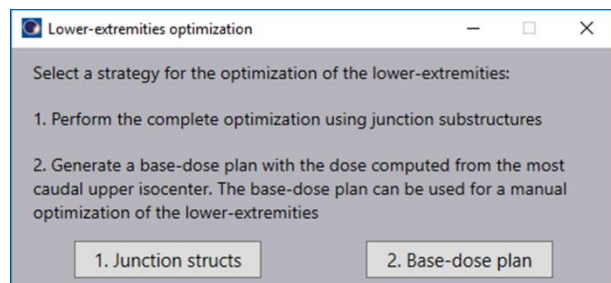 Lower-extremities optimization
Select a strategy for the optimization of the lower-extremities:
1. Perform the complete optimization using junction substructures
2. Generate a base-dose plan with the dose computed from the most
caudal upper isocenter. The base-dose plan can be used for a manual
optimization of the lower-extremities
1. Junction structs
2. Base-dose plan